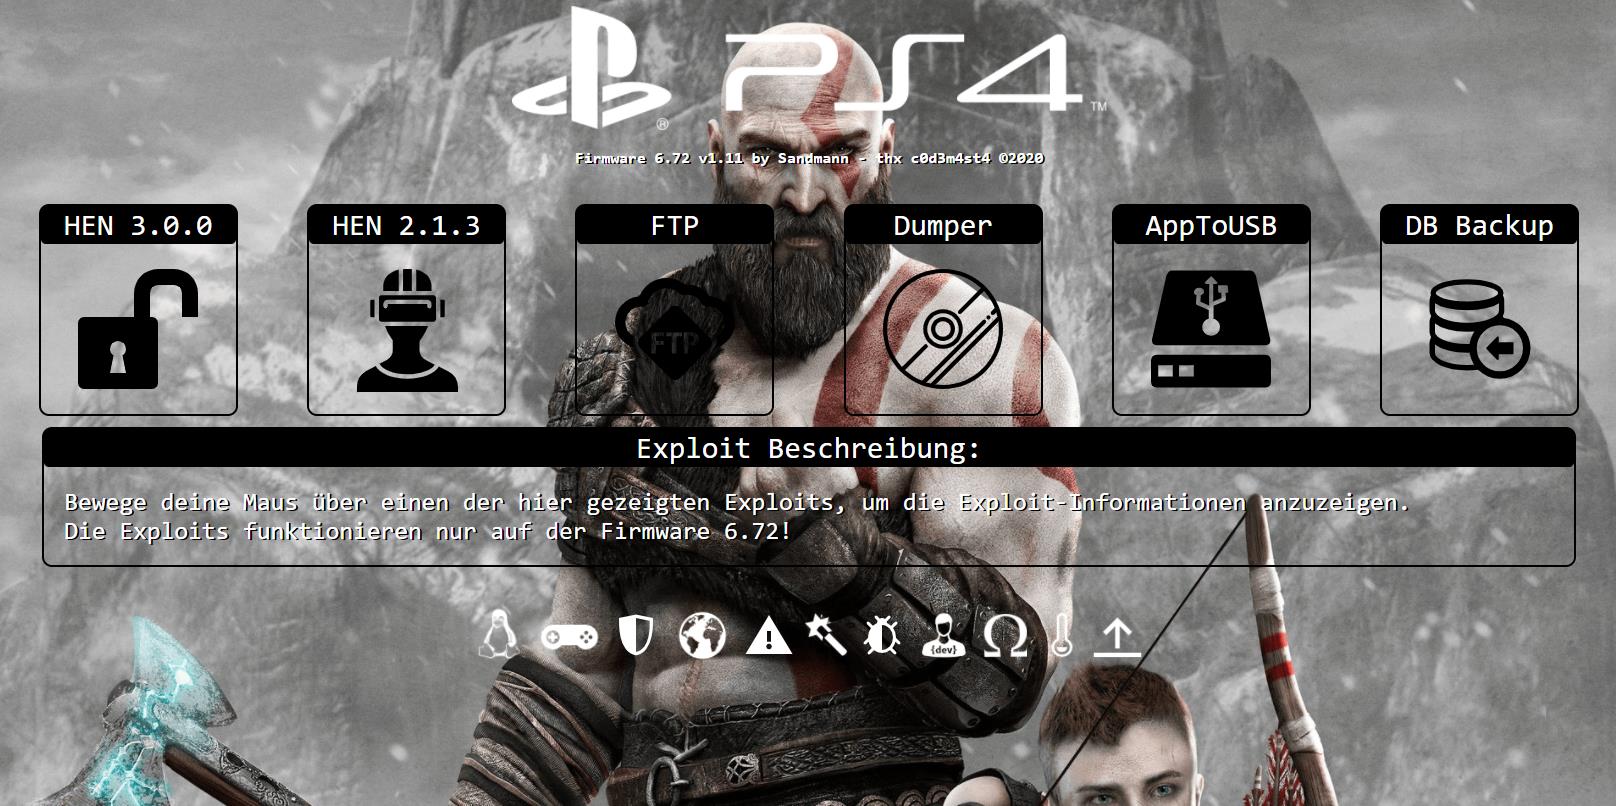 PS4 ™
®
Firmware 6.72 v1.11 by Sandmann - thx c0d3m4st4 ©2020
HEN 3.0.0
HEN 2.1.3
FTP
Dumper
AppToUSB
DB Backup
FTP
Exploit Beschreibung:
Bewege deine Maus über einen der hier gezeigten Exploits, um die Exploit-Informationen anzuzeigen.
Die Exploits funktionieren nur auf der Firmware 6.72!
{dev} Ω